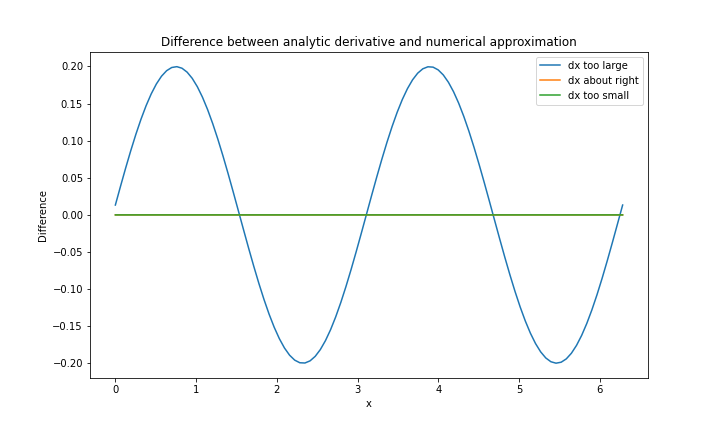 Difference between analytic derivative and numerical approximation
dx too large
dx about right
dx too small
Difference
0.20
0.15
0.10
0.05
0.00
−0.05
−0.10
−0.15
−0.20
0 1 2 3 4 5 6
x